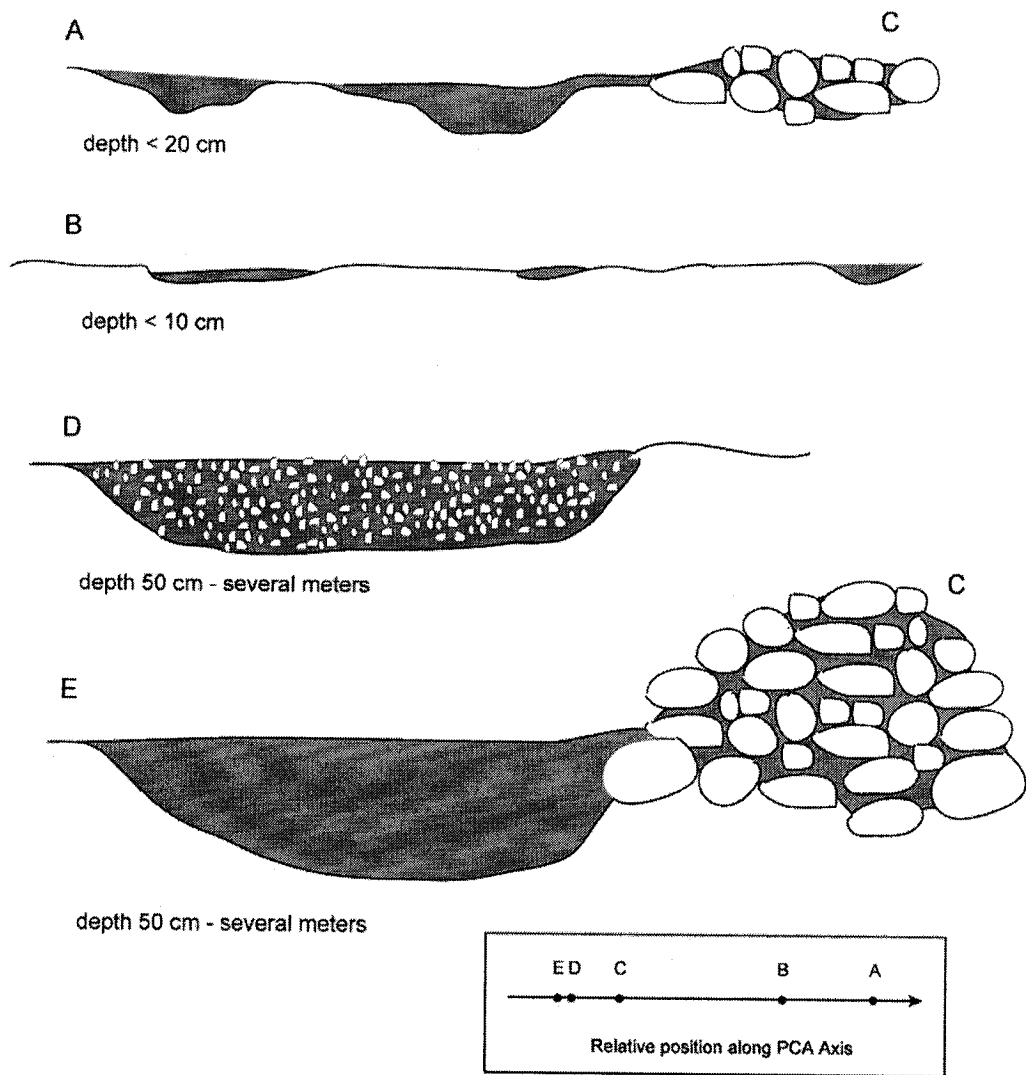 A
C
depth < 20 cm
B
depth < 10 cm
D
depth 50 cm - several meters
C
E
depth 50 cm - several meters
E D C B A
Relative position along PCA Axis